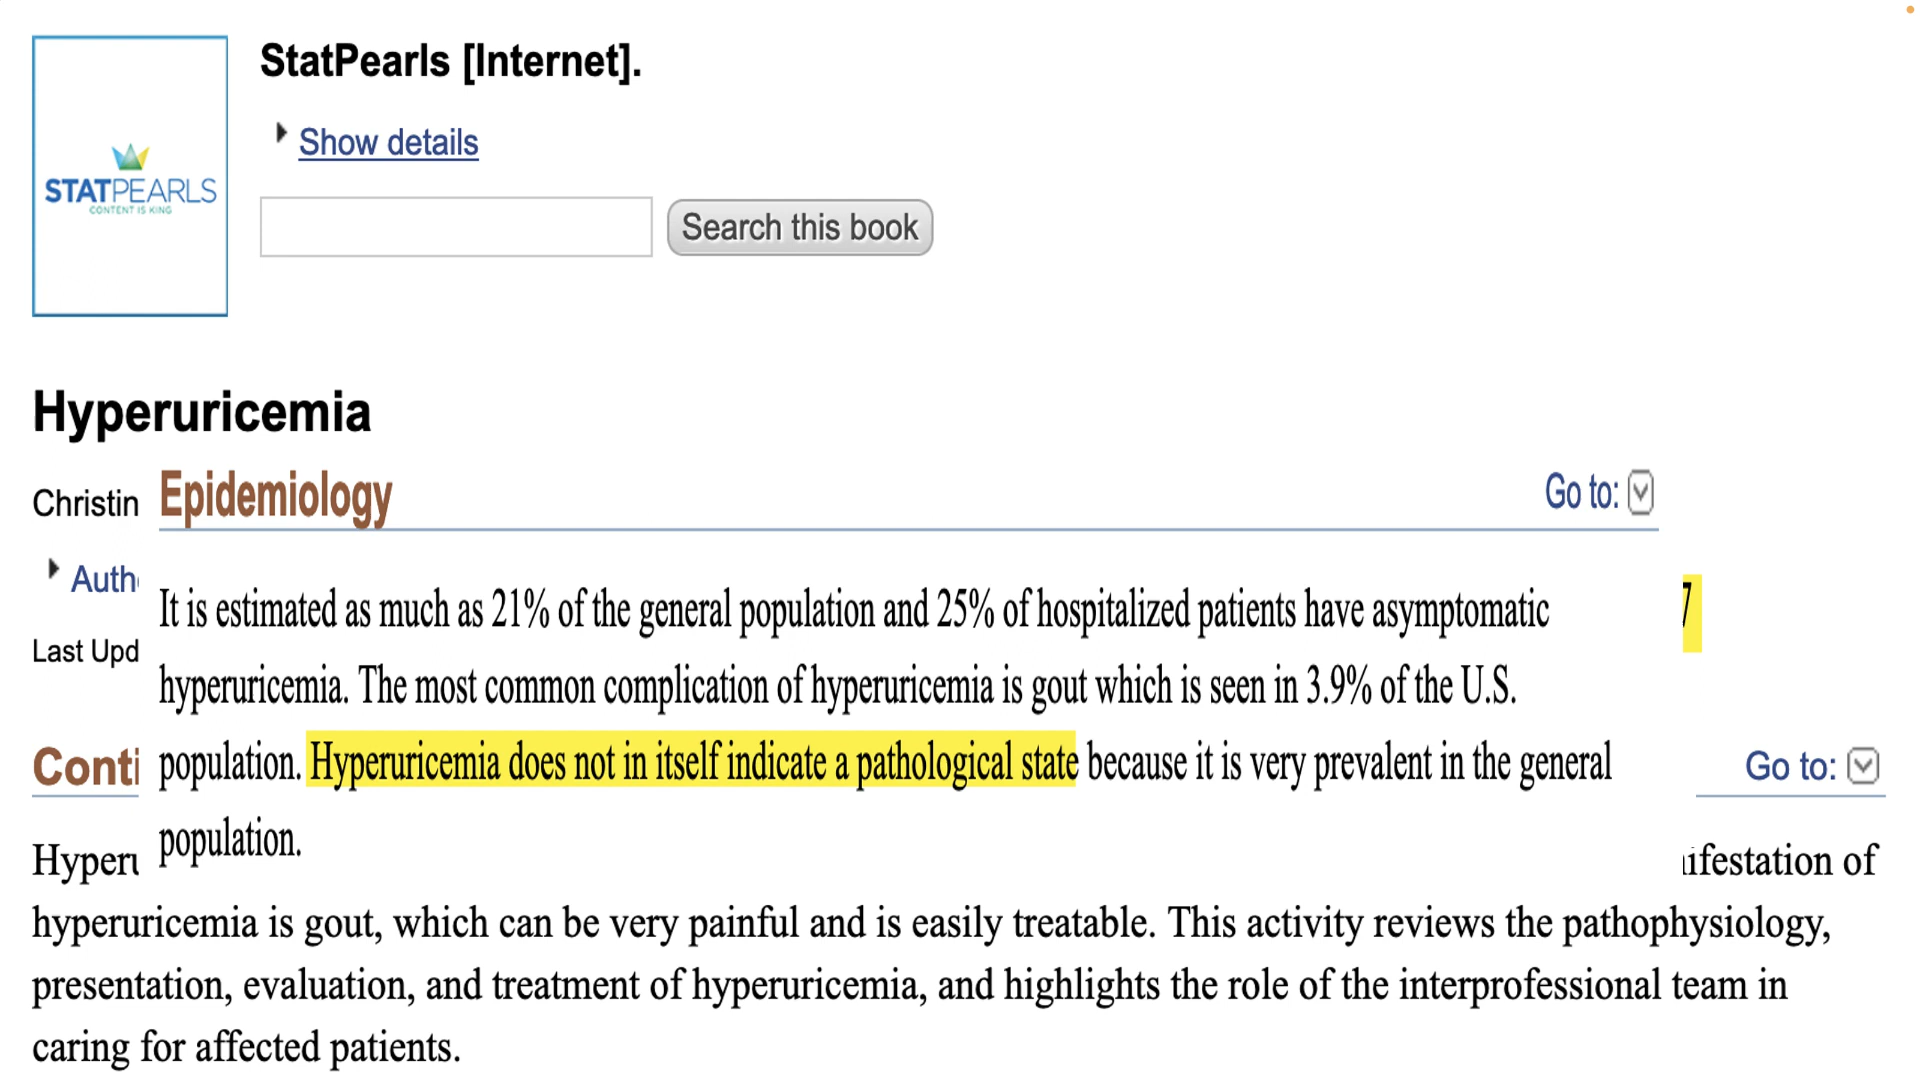 StatPearls [Internet].
Show details
STATPEARLS
CONTENT IS KING
Search this book
Hyperuricemia
Christin
Epidemiology
Go to:
It is estimated as much as 21% of the general population and 25% of hospitalized patients have asymptomatic
7
hyperuricemia. The most common complication of hyperuricemia is gout which is seen in 3.9% of the U.S.
Last Upd
population. Hyperuricemia does not in itself indicate a pathological state because it is very prevalent in the general
Go to:
population.
ifestation of
hyperuricemia is gout, which can be very painful and is easily treatable. This activity reviews the pathophysiology,
presentation, evaluation, and treatment of hyperuricemia, and highlights the role of the interprofessional team in
caring for affected patients.